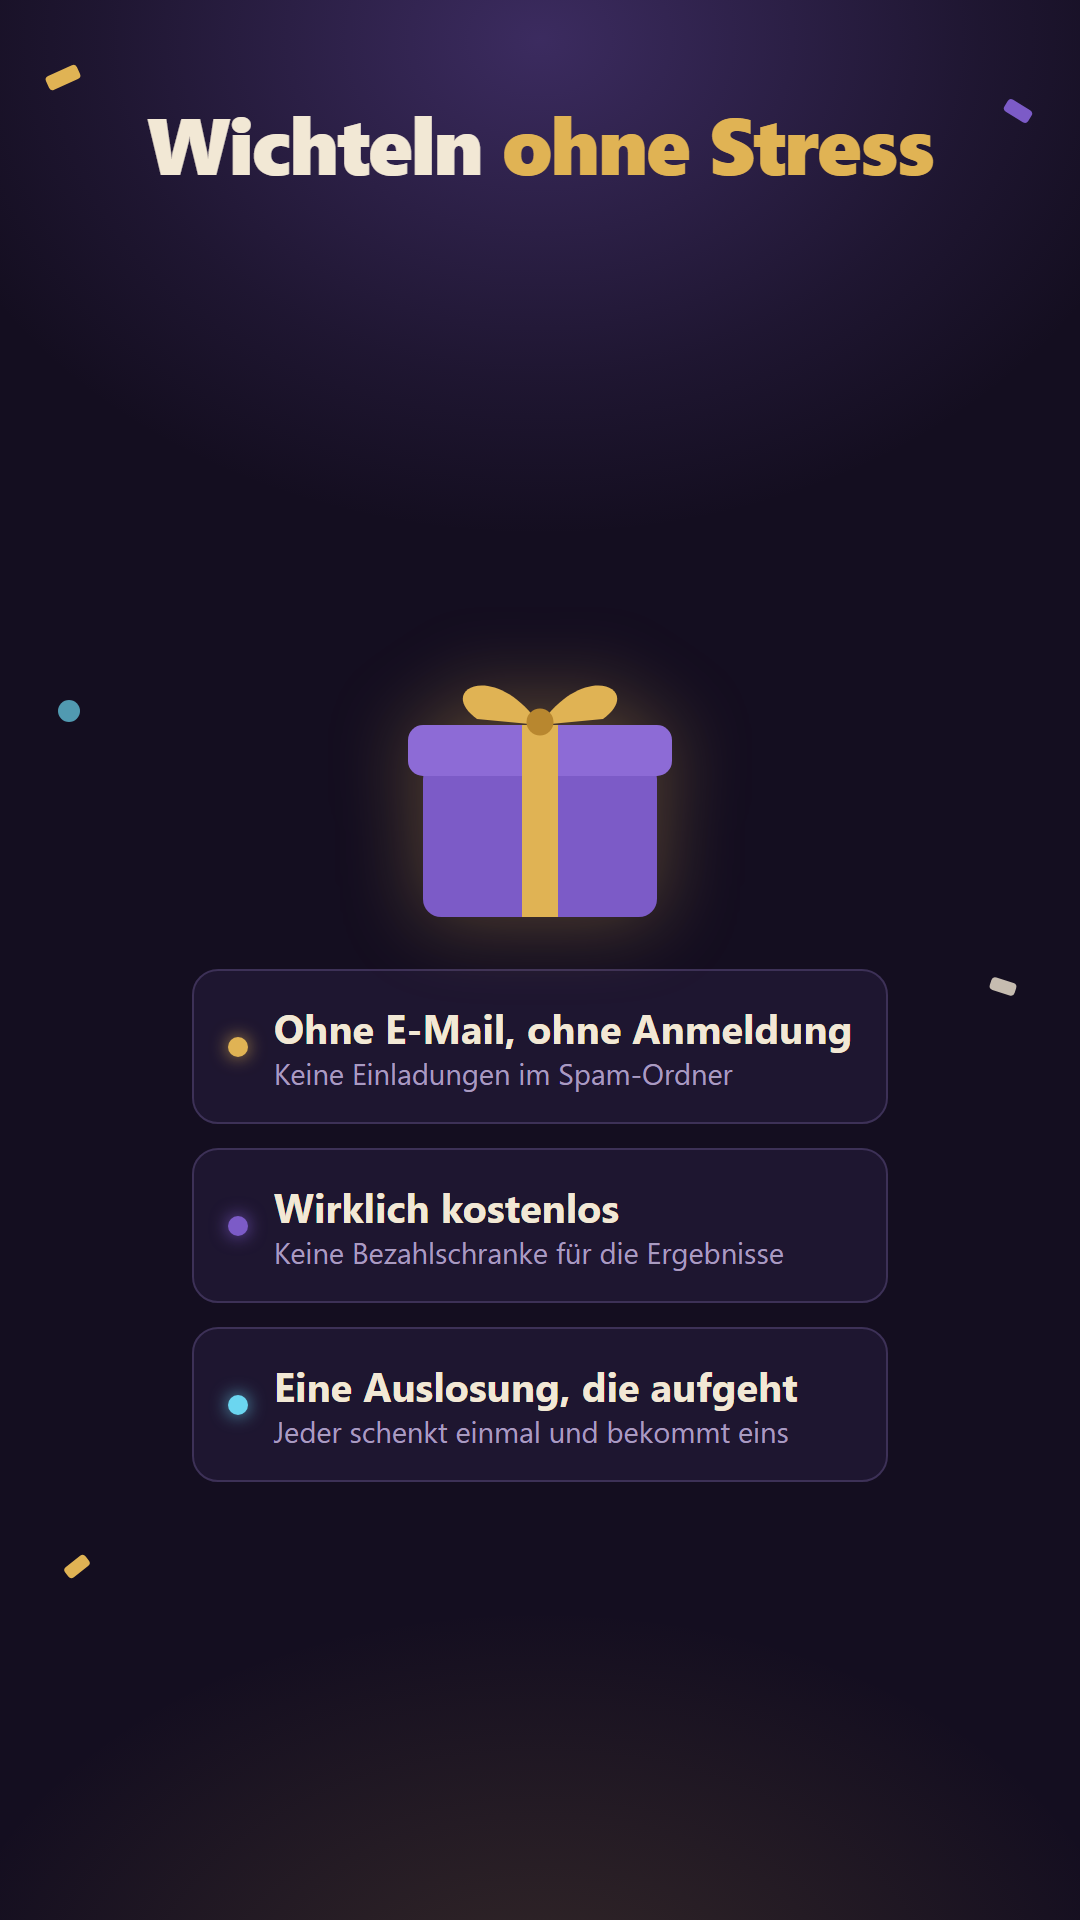 Wichteln ohne Stress
Ohne E-Mail, ohne Anmeldung
Keine Einladungen im Spam-Ordner
Wirklich kostenlos
Keine Bezahlschranke für die Ergebnisse
Eine Auslosung, die aufgeht
Jeder schenkt einmal und bekommt eins